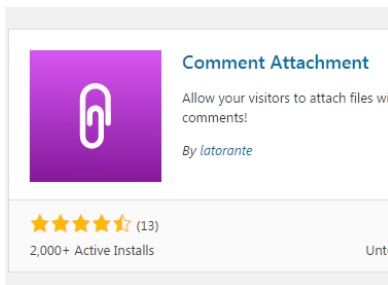 Comment Attachment
Allow your visitors to attach files wi
comments!
By latorante
(13)
2,000+ Active Installs
Unt